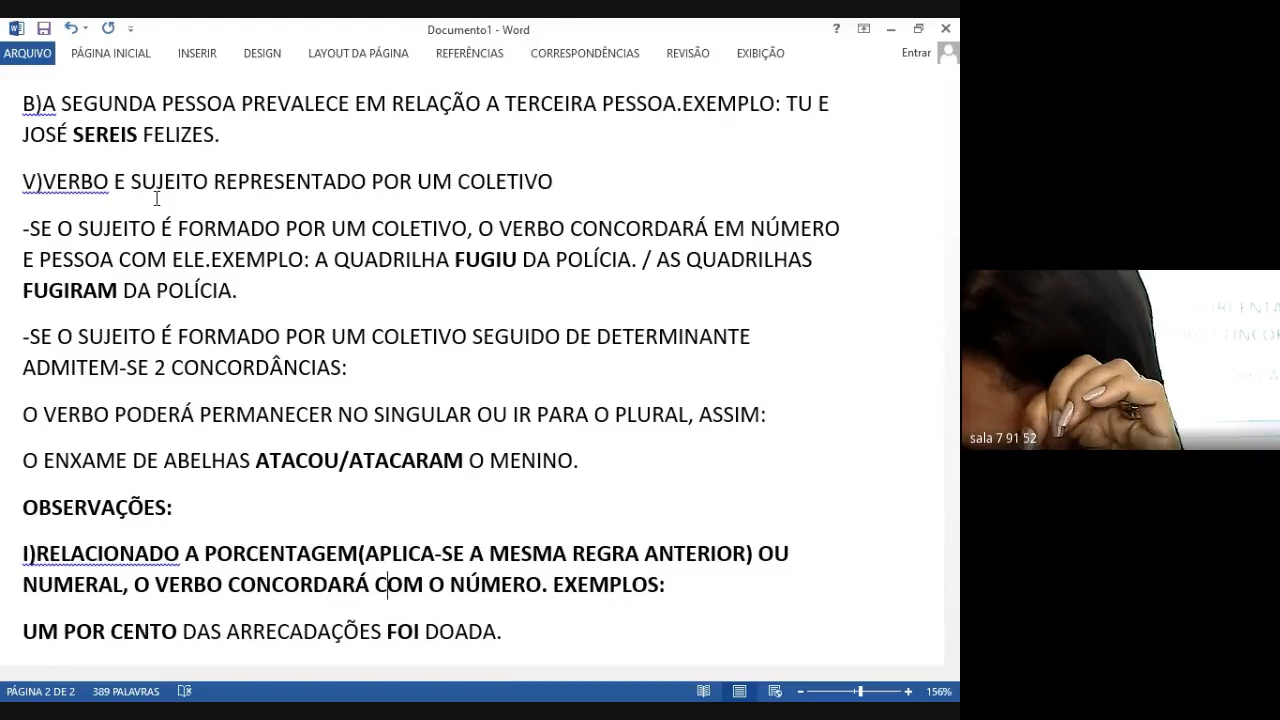 Documento1 - Word
?
ARQUIVO PÁGINA INICIAL INSERIR DESIGN LAYOUT DA PÁGINA REFERÊNCIAS CORRESPONDÊNCIAS REVISÃO EXIBIÇÃO Entrar
B)A SEGUNDA PESSOA PREVALECE EM RELAÇÃO A TERCEIRA PESSOA.EXEMPLO: TU E
JOSÉ SEREIS FELIZES.
V)VERBO E SUJEITO REPRESENTADO POR UM COLETIVO
-SE O SUJEITO É FORMADO POR UM COLETIVO, O VERBO CONCORDARÁ EM NÚMERO
E PESSOA COM ELE.EXEMPLO: A QUADRILHA FUGIU DA POLÍCIA. / AS QUADRILHAS
FUGIRAM DA POLÍCIA.
-SE O SUJEITO É FORMADO POR UM COLETIVO SEGUIDO DE DETERMINANTE
ADMITEM-SE 2 CONCORDÂNCIAS:
O VERBO PODERÁ PERMANECER NO SINGULAR OU IR PARA O PLURAL, ASSIM:
O ENXAME DE ABELHAS ATACOU/ATACARAM O MENINO.
OBSERVAÇÕES:
I)RELACIONADO A PORCENTAGEM(APLICA-SE A MESMA REGRA ANTERIOR) OU
NUMERAL, O VERBO CONCORDARÁ COM O NÚMERO. EXEMPLOS:
UM POR CENTO DAS ARRECADAÇÕES FOI DOADA.
PÁGINA 2 DE 2 389 PALAVRAS 156%
sala 7 91 52